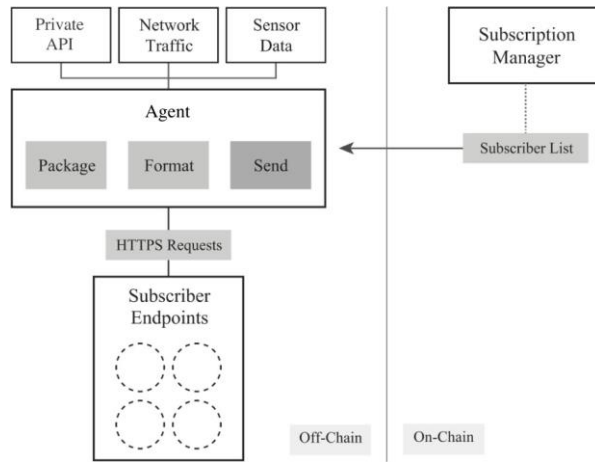 Private
API
Network
Traffic
Sensor
Data
Agent
Package
Format
Send
HTTPS Requests
Subscriber
Endpoints
Subscription
Manager
Subscriber List
Off-Chain
On-Chain